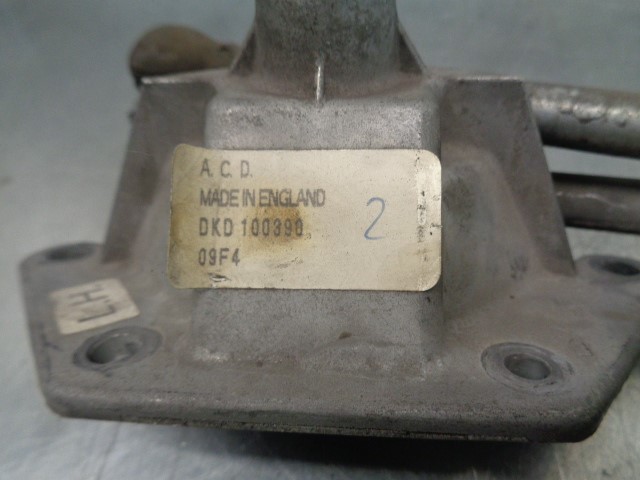 A. C. D.
MADE IN ENGLAND
DKD 100390
09F4
2
LH